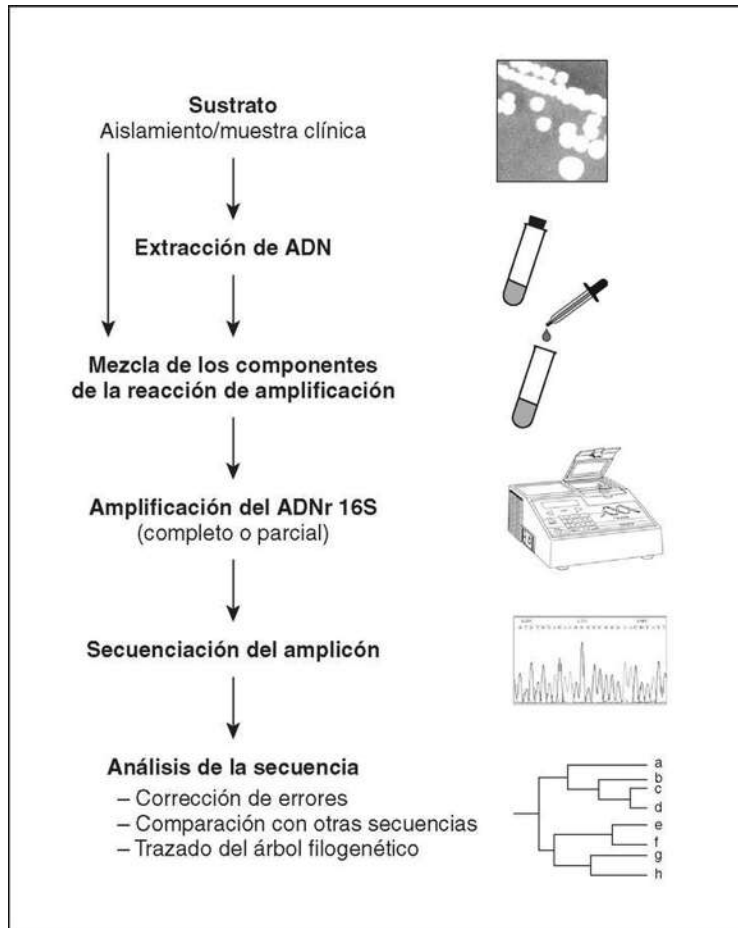 Sustrato
Aislamiento/muestra clínica
Extracción de ADN
Mezcla de los componentes
de la reacción de amplificación
Amplificación del ADNr 16S
(completo o parcial)
Secuenciación del amplicón
Análisis de la secuencia
– Corrección de errores
– Comparación con otras secuencias
– Trazado del árbol filogenético
a
b
c
d
e
f
g
h